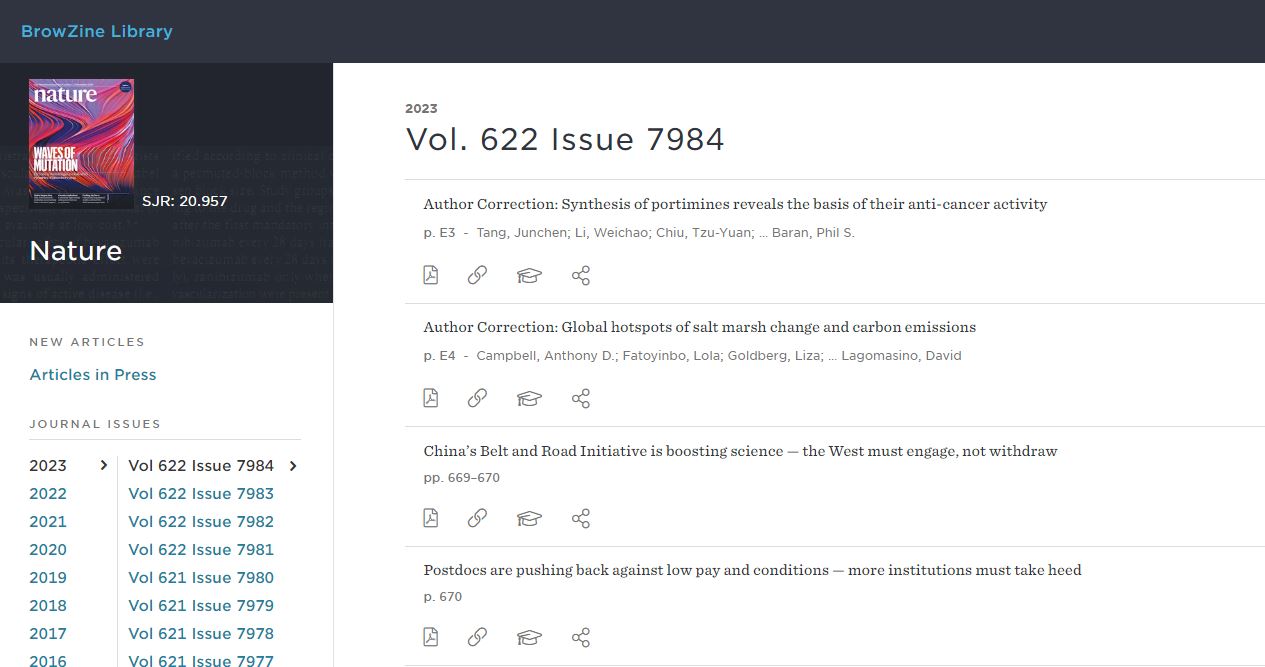 BrowZine Library
nature
WAVES OF
MUTATION
SJR: 20.957
Nature
NEW ARTICLES
Articles in Press
JOURNAL ISSUES
2023
Vol 622 Issue 7984
2022
Vol 622 Issue 7983
2021
Vol 622 Issue 7982
2020
Vol 622 Issue 7981
2019
Vol 621 Issue 7980
2018
Vol 621 Issue 7979
2017
Vol 621 Issue 7978
2016
Vol 621 Issue 7977
2023
Vol. 622 Issue 7984
Author Correction: Synthesis of portimines reveals the basis of their anti-cancer activity
p. E3 - Tang, Junchen; Li, Weichao; Chiu, Tzu-Yuan; ... Baran, Phil S.
Author Correction: Global hotspots of salt marsh change and carbon emissions
p. E4 - Campbell, Anthony D.; Fatoyinbo, Lola; Goldberg, Liza; ... Lagomasino, David
China’s Belt and Road Initiative is boosting science — the West must engage, not withdraw
pp. 669–670
Postdocs are pushing back against low pay and conditions — more institutions must take heed
p. 670